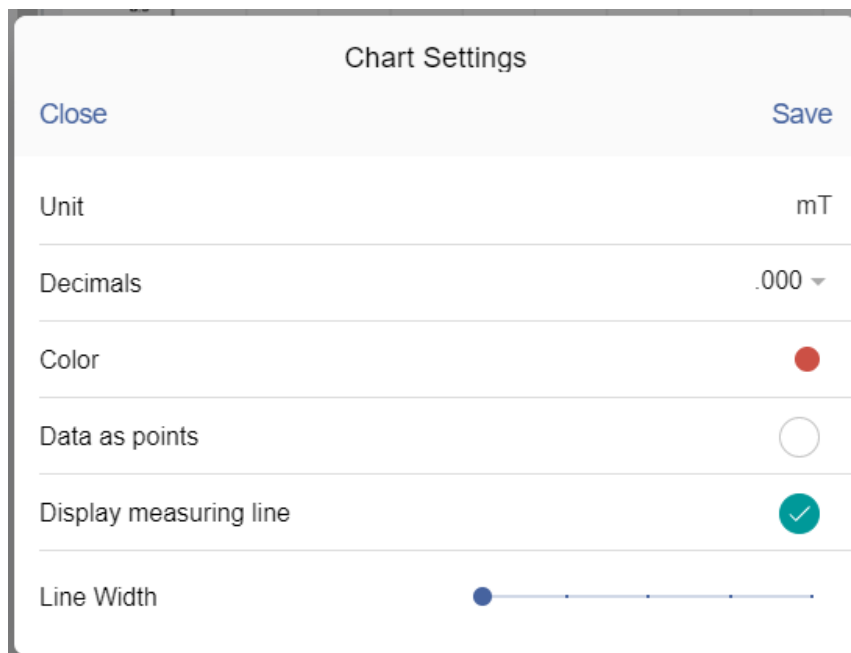 Chart Settings
Close Save
Unit mT
Decimals .000
Color
Data as points
Display measuring line
Line Width